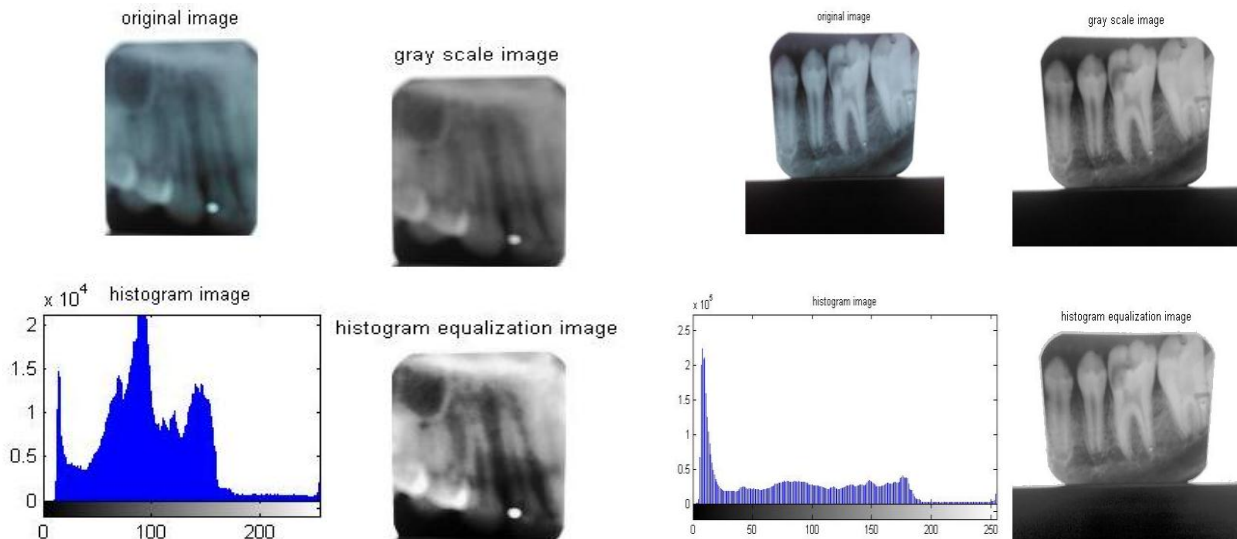 original image
gray scale image
x 10^4
histogram image
2
1.5
1
0.5
0
0
100
200
histogram equalization image
original image
gray scale image
x 10^5
histogram image
2.5
2
1.5
1
0.5
0
0
50
100
150
200
250
histogram equalization image